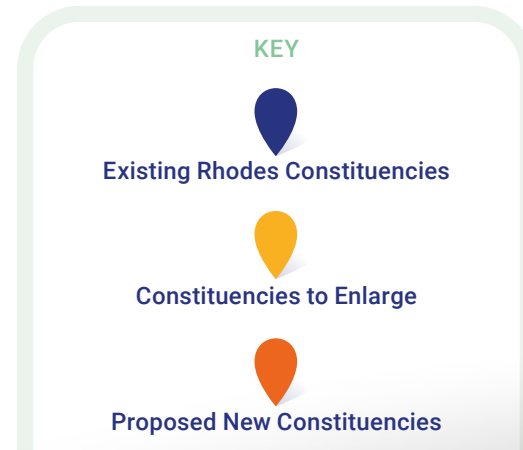 KEY
Existing Rhodes Constituencies
Constituencies to Enlarge
Proposed New Constituencies